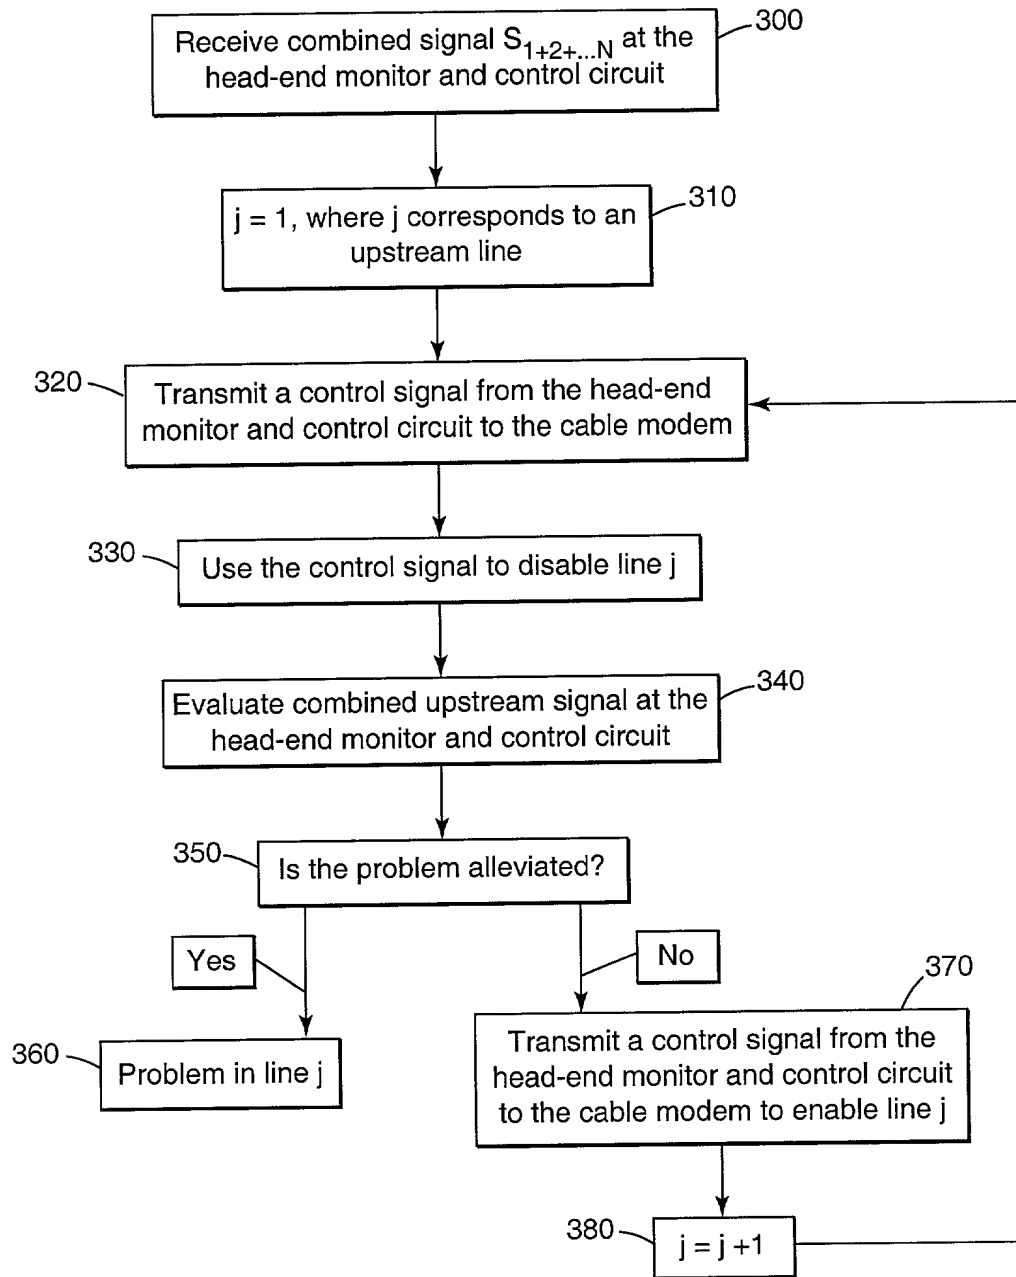 Receive combined signal S1+2+...N at the
head-end monitor and control circuit
300
j = 1, where j corresponds to an
upstream line
310
320
Transmit a control signal from the head-end
monitor and control circuit to the cable modem
330
Use the control signal to disable line j
Evaluate combined upstream signal at the
head-end monitor and control circuit
340
350
Is the problem alleviated?
Yes
No
360
Problem in line j
370
Transmit a control signal from the
head-end monitor and control circuit
to the cable modem to enable line j
380
j = j +1